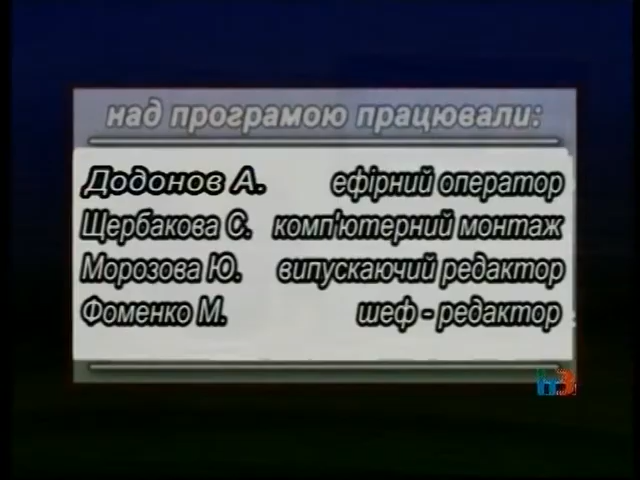 над програмою працювали:
Додонов А. ефірний оператор
Щербакова С. комп'ютерний монтаж
Морозова Ю. випускаючий редактор
Фоменко М. шеф - редактор